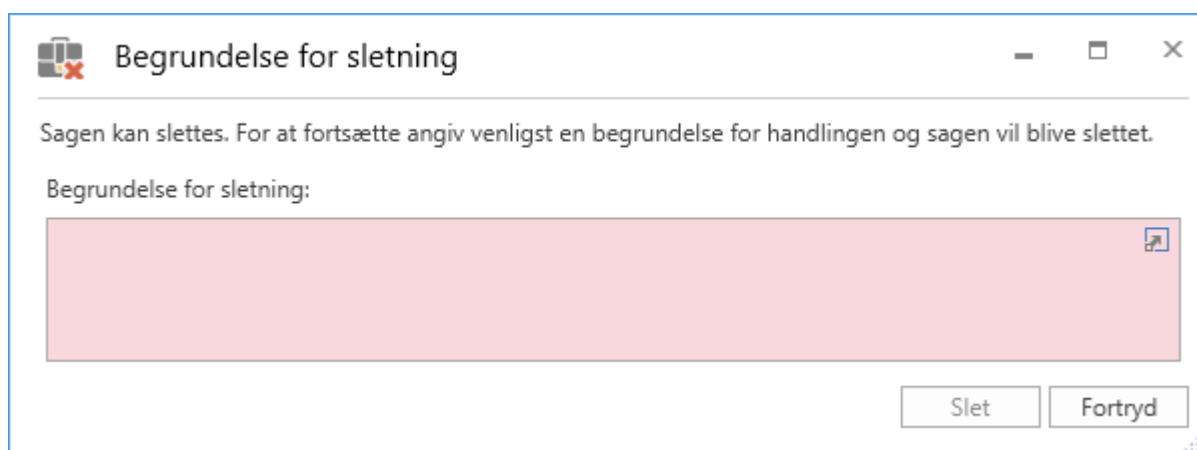 Begrundelse for sletning
Sagen kan slettes. For at fortsætte angiv venligst en begrundelse for handlingen og sagen vil blive slettet.
Begrundelse for sletning:
Slet
Fortryd